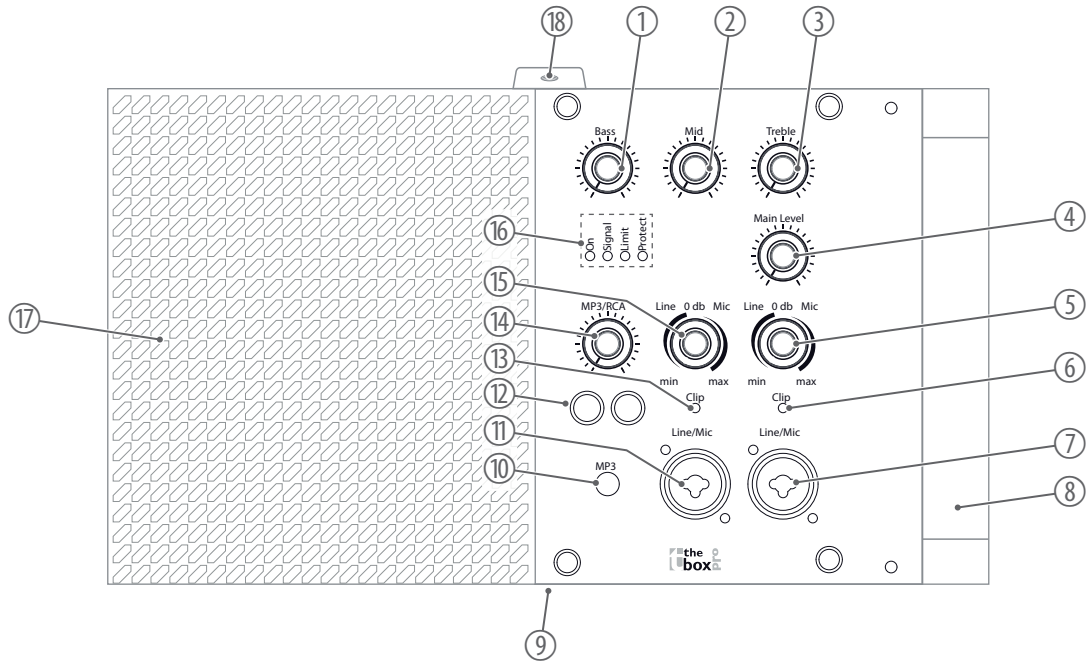 18 1 2 3
Bass Mid Treble
Main Level 4
16 On Signal Limit Protect
15
17
14 MP3/RCA Line 0 db Mic Line 0 db Mic 5
13 min max min max
Clip Clip 6
12
11 Line/Mic Line/Mic 7
10 MP3
8
the
box pro
9